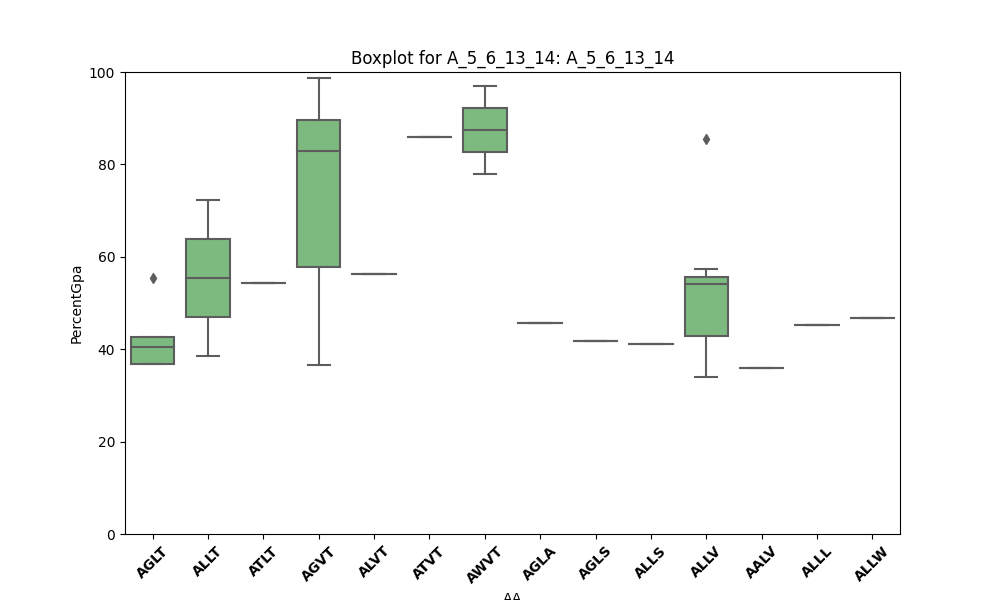 Boxplot for A_5_6_13_14: A_5_6_13_14
100
80
60
40
20
0
PercentGpa
AGLT ALLT ATLT AGVT ALVT ATVT AWVT AGLA AGLS ALLS ALLV AALV ALLL ALLW
AA